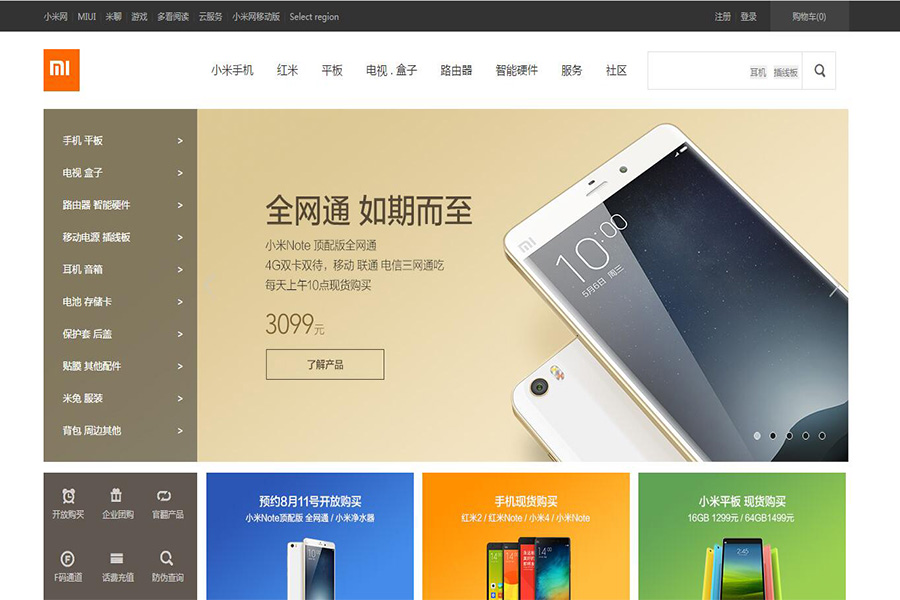 小米网 MIUI 米聊 游戏 多看阅读 云服务 小米网移动版 Select region 注册 登录 购物车(0)
mi 小米手机 红米 平板 电视 . 盒子 路由器 智能硬件 服务 社区 耳机 插线板
手机 平板 >
电视 盒子 >
路由器 智能硬件 >
移动电源 插线板 >
耳机 音箱 >
电池 存储卡 >
保护套 后盖 >
贴膜 其他配件 >
米兔 服装 >
背包 周边其他 >
全网通 如期而至
小米Note 顶配版全网通
4G双卡双待，移动 联通 电信三网通吃
每天上午10点现货购买
3099元
了解产品
mi
10:00
5月6日 周三
开放购买 企业团购 官翻产品
F码通道 话费充值 防伪查询
预约8月11号开放购买
小米Note顶配版 全网通 / 小米净水器
手机现货购买
红米2 / 红米Note / 小米4 / 小米Note
小米平板 现货购买
16GB 1299元 / 64GB1499元
2:45